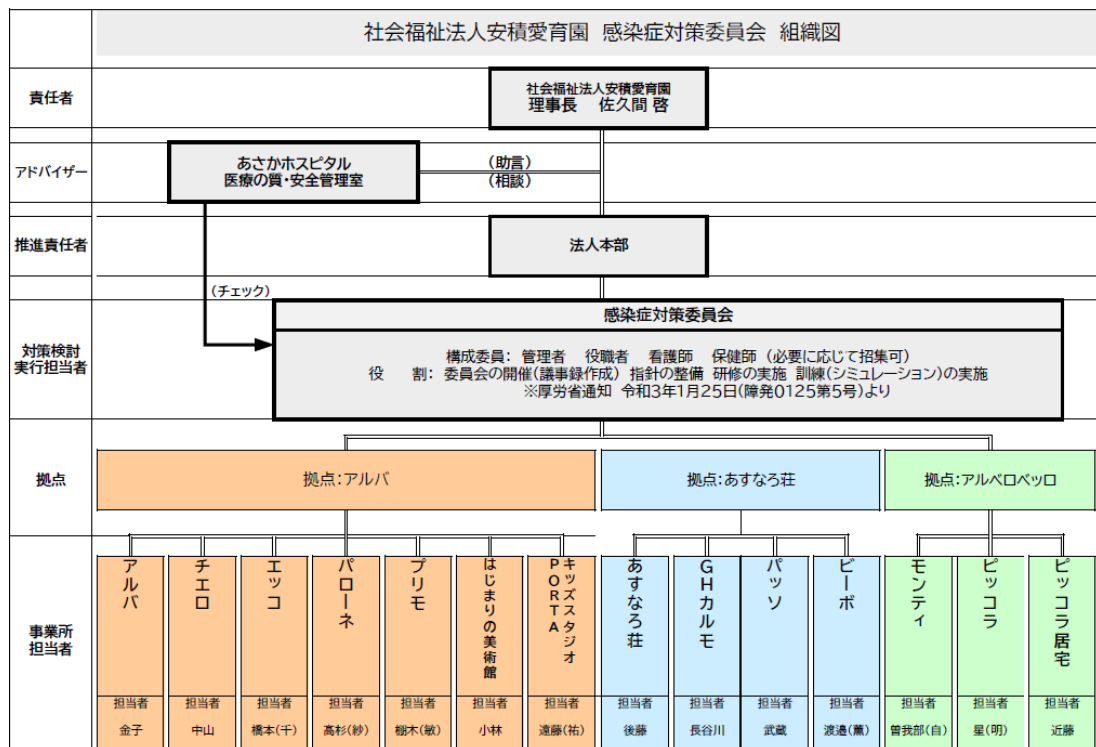 社会福祉法人安積愛育園 感染症対策委員会 組織図
責任者
社会福祉法人安積愛育園
理事長 佐久間 啓
アドバイザー
あさかホスピタル
医療の質・安全管理室
(助言)
(相談)
推進責任者
法人本部
(チェック)
対策検討
実行担当者
感染症対策委員会
構成委員: 管理者 役職者 看護師 保健師 (必要に応じて招集可)
役 割: 委員会の開催(議事録作成) 指針の整備 研修の実施 訓練(シミュレーション)の実施
※厚労省通知 令和3年1月25日(障発0125第5号)より
拠点
拠点:アルバ
拠点:あすなろ荘
拠点:アルベロベッロ
事業所
担当者
アルバ
担当者
金子
チエロ
担当者
中山
エッコ
担当者
橋本(千)
パローネ
担当者
高杉(紗)
プリモ
担当者
棚木(敏)
はじまりの美術館
担当者
小林
キッズスタジオ
PORTA
担当者
遠藤(祐)
あすなろ荘
担当者
後藤
GHカルモ
担当者
長谷川
パッソ
担当者
武蔵
ビーボ
担当者
渡邉(薫)
モンティ
担当者
曽我部(自)
ピッコラ
担当者
星(明)
ピッコラ居宅
担当者
近藤